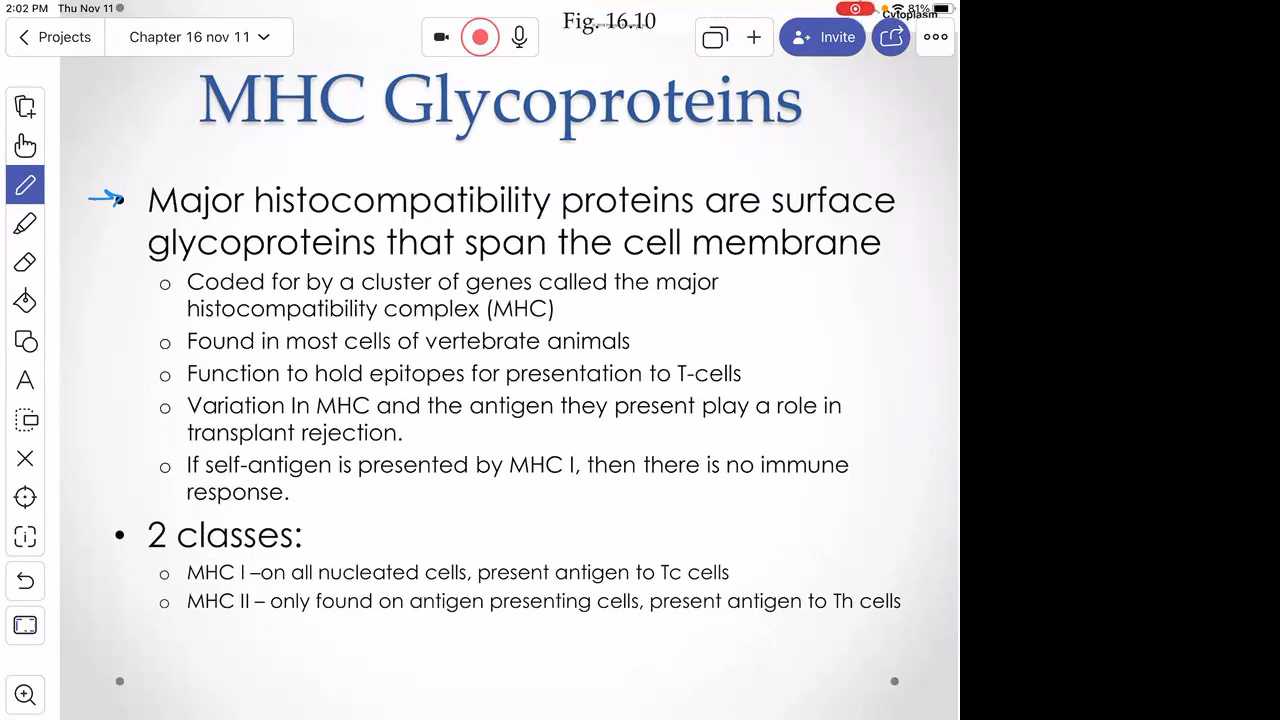 2:02 PM Thu Nov 11
81%
Cytoplasm
Fig. 16.10
Projects
Chapter 16 nov 11
Invite
MHC Glycoproteins
• Major histocompatibility proteins are surface
glycoproteins that span the cell membrane
o Coded for by a cluster of genes called the major
histocompatibility complex (MHC)
o Found in most cells of vertebrate animals
o Function to hold epitopes for presentation to T-cells
o Variation In MHC and the antigen they present play a role in
transplant rejection.
o If self-antigen is presented by MHC I, then there is no immune
response.
• 2 classes:
o MHC I –on all nucleated cells, present antigen to Tc cells
o MHC II – only found on antigen presenting cells, present antigen to Th cells